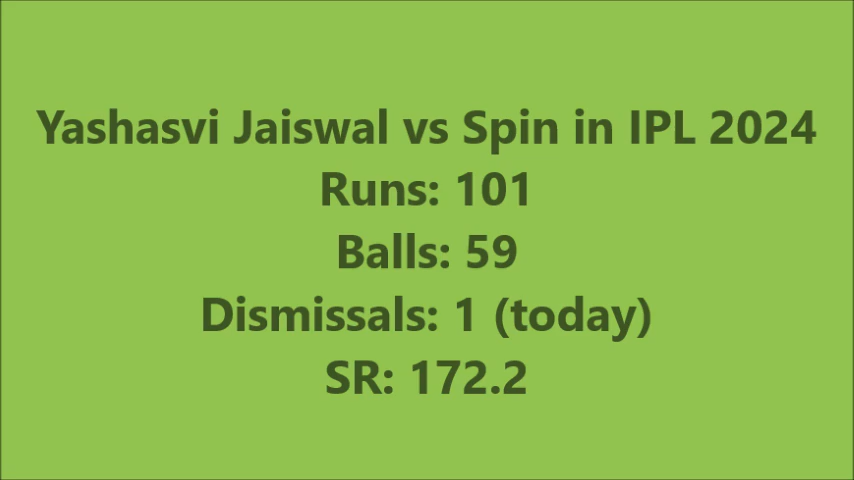 Yashasvi Jaiswal vs Spin in IPL 2024
Runs: 101
Balls: 59
Dismissals: 1 (today)
SR: 172.2